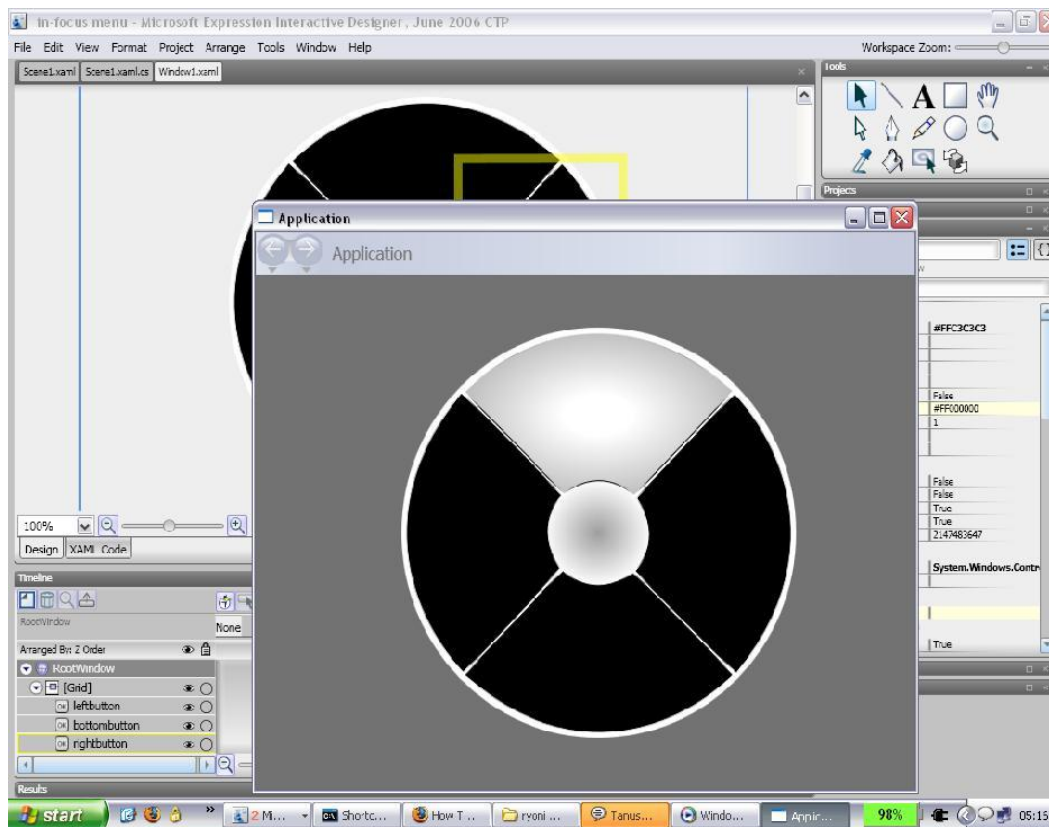 in-focus menu - Microsoft Expression Interactive Designer , June 2006 CTP
File Edit View Format Project Arrange Tools Window Help
Workspace Zoom:
Scene1.xaml Scene1.xaml.cs Window1.xaml
Tools
Projects
Application
Application
#FFC3C3C3
False
#FF000000
1
False
False
True
True
2147483647
System.Windows.Contr
True
100%
Design XAML Code
Timeline
RootWindow
None
Arranged By: Z Order
RootWindow
[Grid]
leftbutton
bottombutton
rightbutton
Results
start
2 M...
Shortc...
How T ...
ryoni ...
Tanus...
Windo...
Applic...
98%
05:15